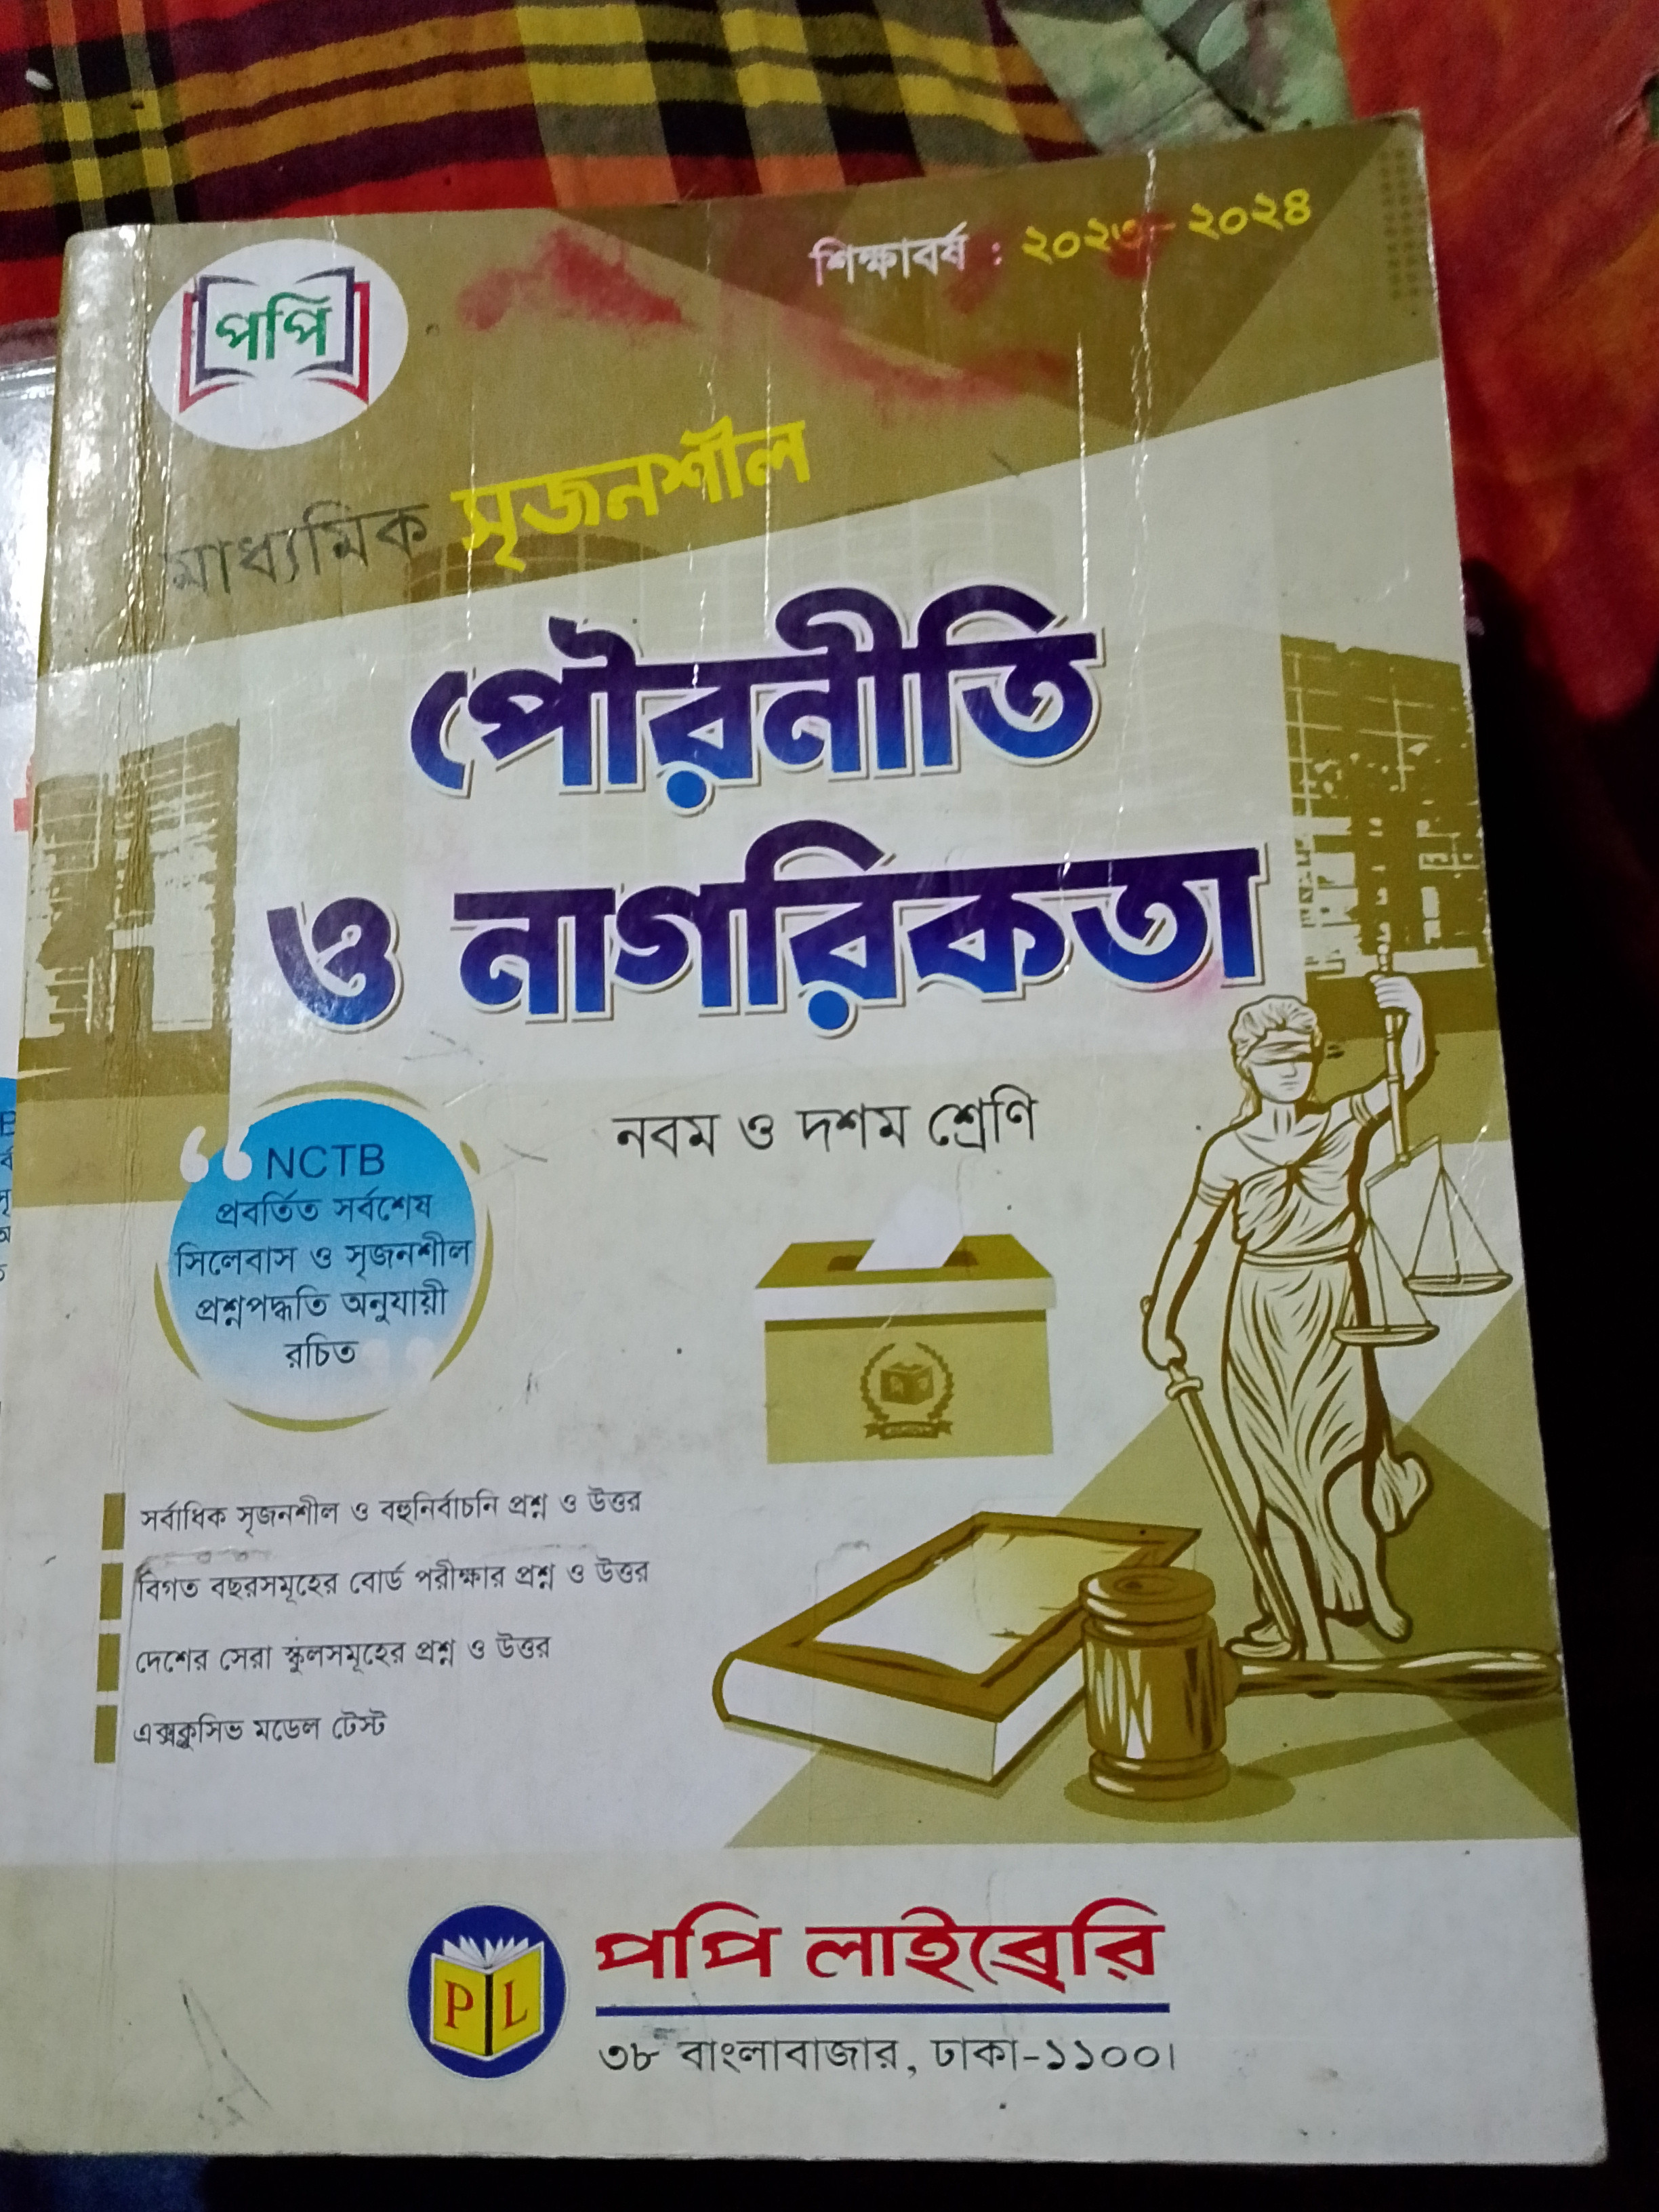 পপি
শিক্ষাবর্ষ : ২০২৩-২০২৪
মাধ্যমিক সৃজনশীল
পৌরনীতি
ও নাগরিকতা
নবম ও দশম শ্রেণি
NCTB
প্রবর্তিত সর্বশেষ
সিলেবাস ও সৃজনশীল
প্রশ্নপদ্ধতি অনুযায়ী
রচিত
সর্বাধিক সৃজনশীল ও বহুনির্বাচনি প্রশ্ন ও উত্তর
বিগত বছরসমূহের বোর্ড পরীক্ষার প্রশ্ন ও উত্তর
দেশের সেরা স্কুলসমূহের প্রশ্ন ও উত্তর
এক্সক্লুসিভ মডেল টেস্ট
P L
পপি লাইব্রেরি
৩৮ বাংলাবাজার, ঢাকা-১১০০।